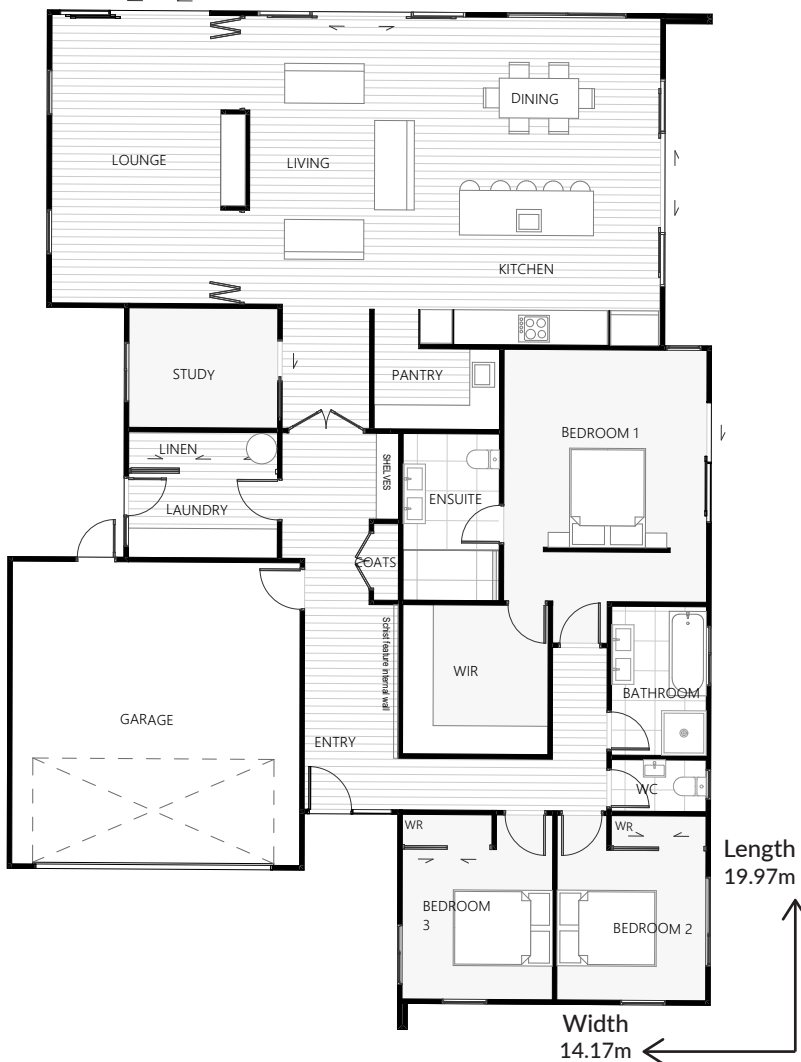 DINING
LOUNGE
LIVING
KITCHEN
STUDY
PANTRY
BEDROOM 1
LINEN
SHELVES
ENSUITE
LAUNDRY
COATS
Schist feature internal wall
WIR
BATHROOM
GARAGE
ENTRY
WC
WR
WR
Length
19.97m
BEDROOM
3
BEDROOM 2
Width
14.17m